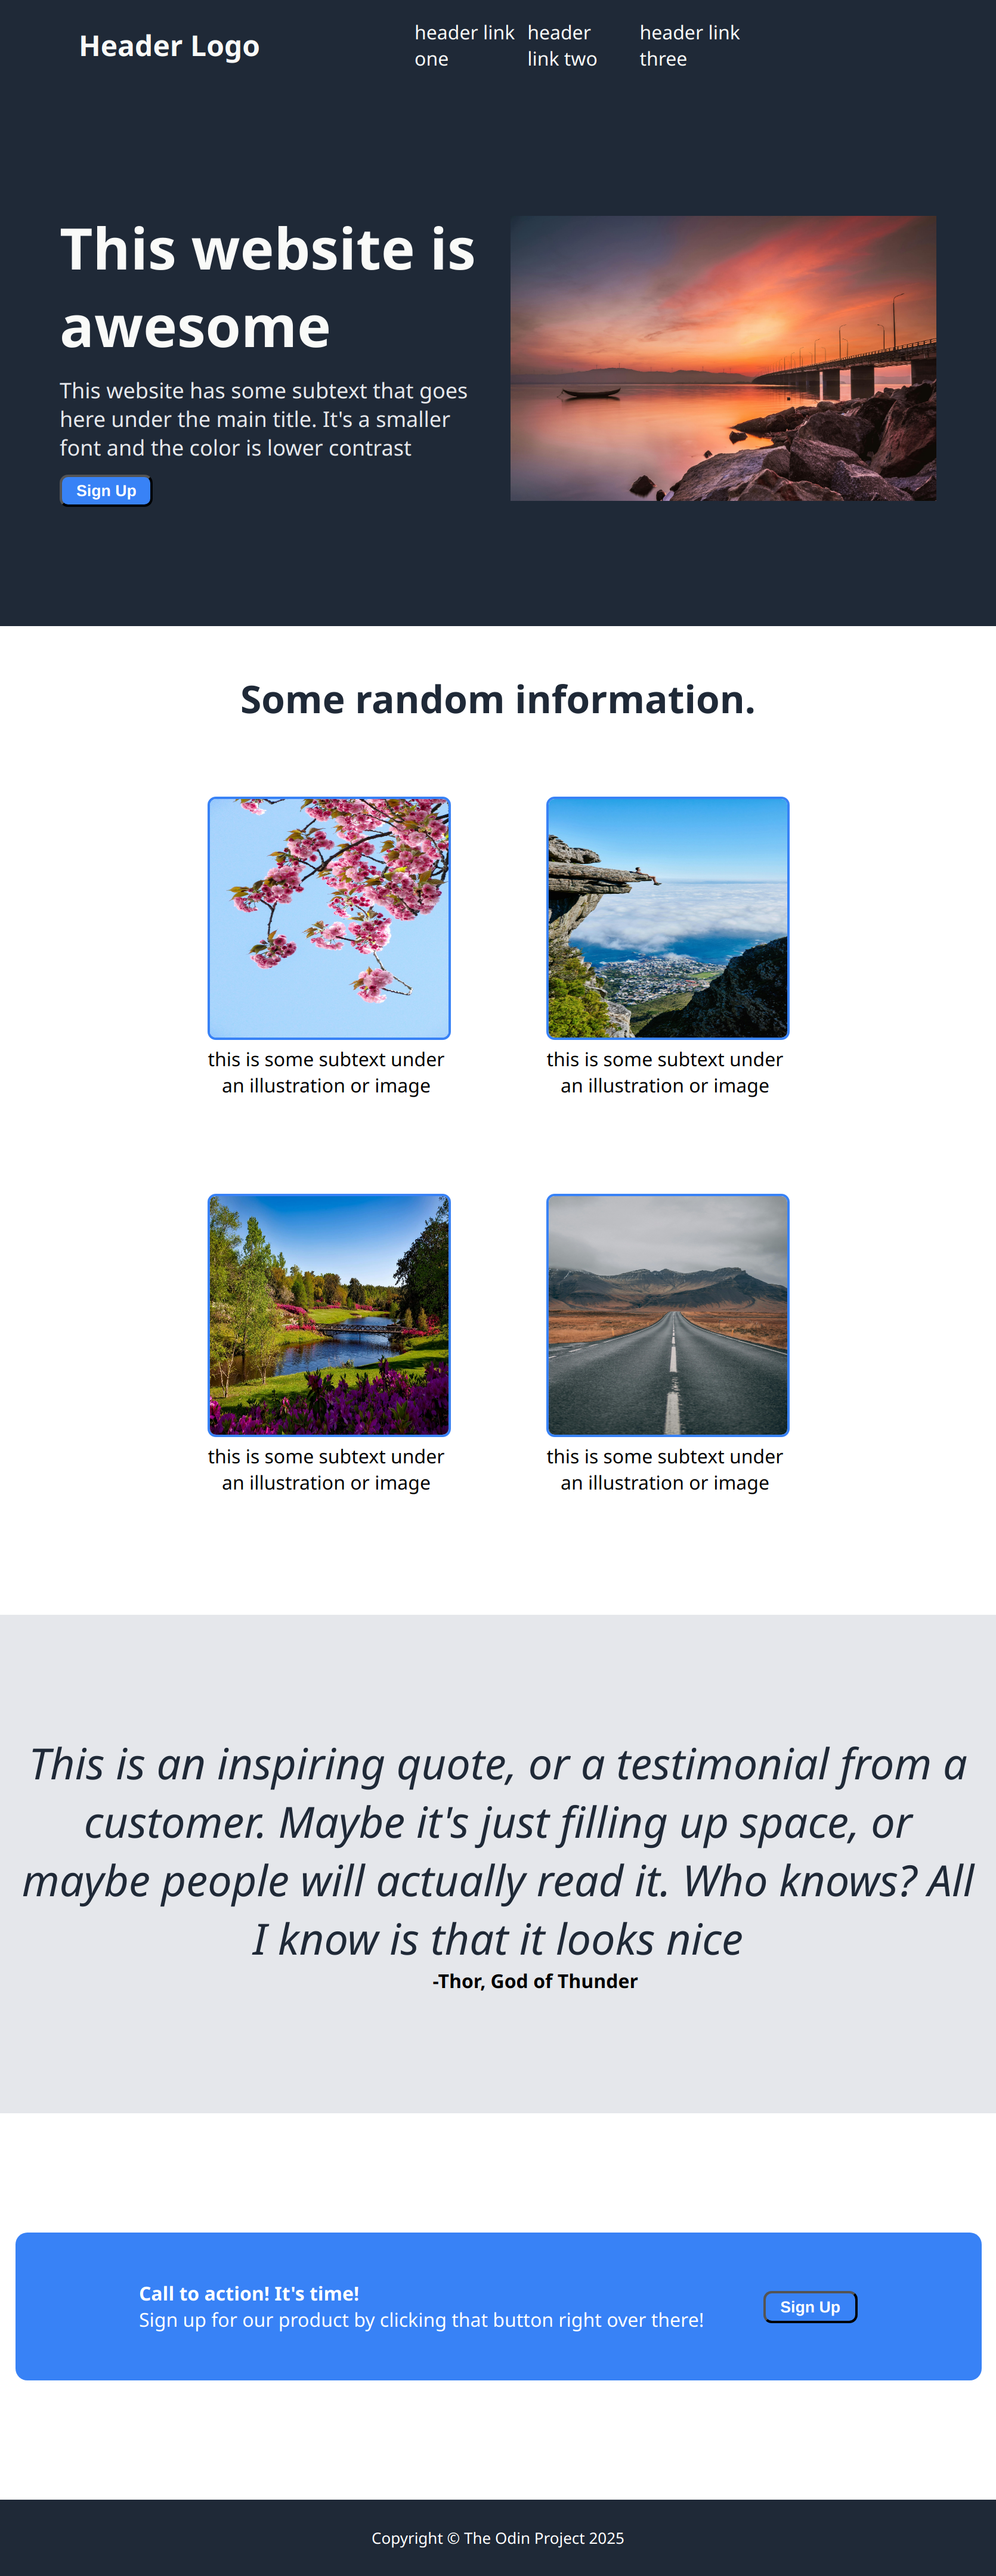 Header Logo
header link
one
header
link two
header link
three
This website is
awesome
This website has some subtext that goes
here under the main title. It's a smaller
font and the color is lower contrast
Sign Up
Some random information.
this is some subtext under
an illustration or image
this is some subtext under
an illustration or image
this is some subtext under
an illustration or image
this is some subtext under
an illustration or image
This is an inspiring quote, or a testimonial from a
customer. Maybe it's just filling up space, or
maybe people will actually read it. Who knows? All
I know is that it looks nice
-Thor, God of Thunder
Call to action! It's time!
Sign up for our product by clicking that button right over there!
Sign Up
Copyright © The Odin Project 2025